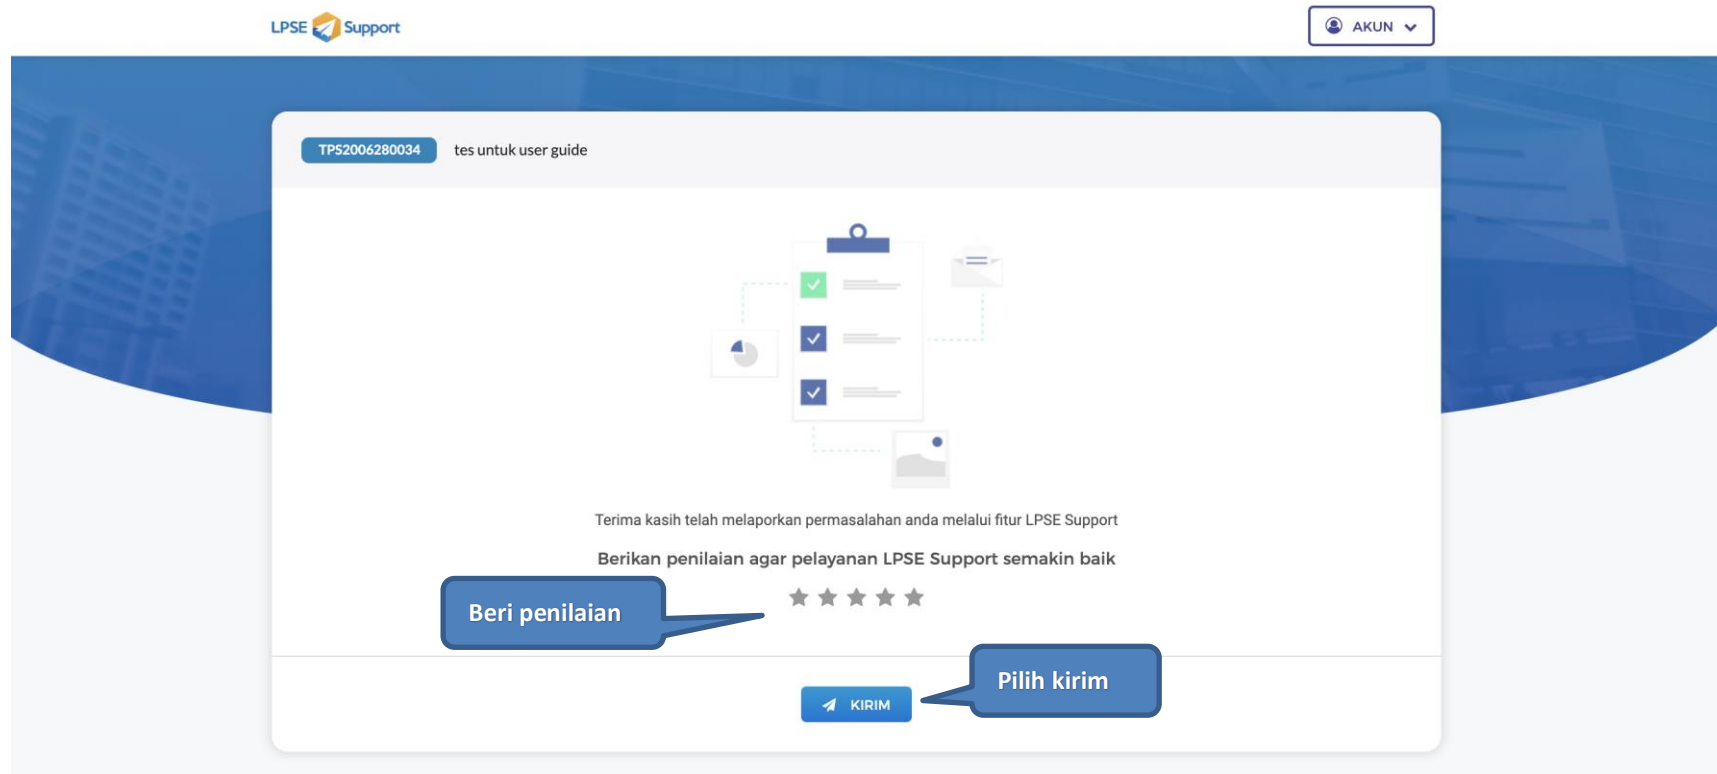 LPSE Support
AKUN
TPS2006280034 tes untuk user guide
Terima kasih telah melaporkan permasalahan anda melalui fitur LPSE Support
Berikan penilaian agar pelayanan LPSE Support semakin baik
Beri penilaian
Pilih kirim
KIRIM